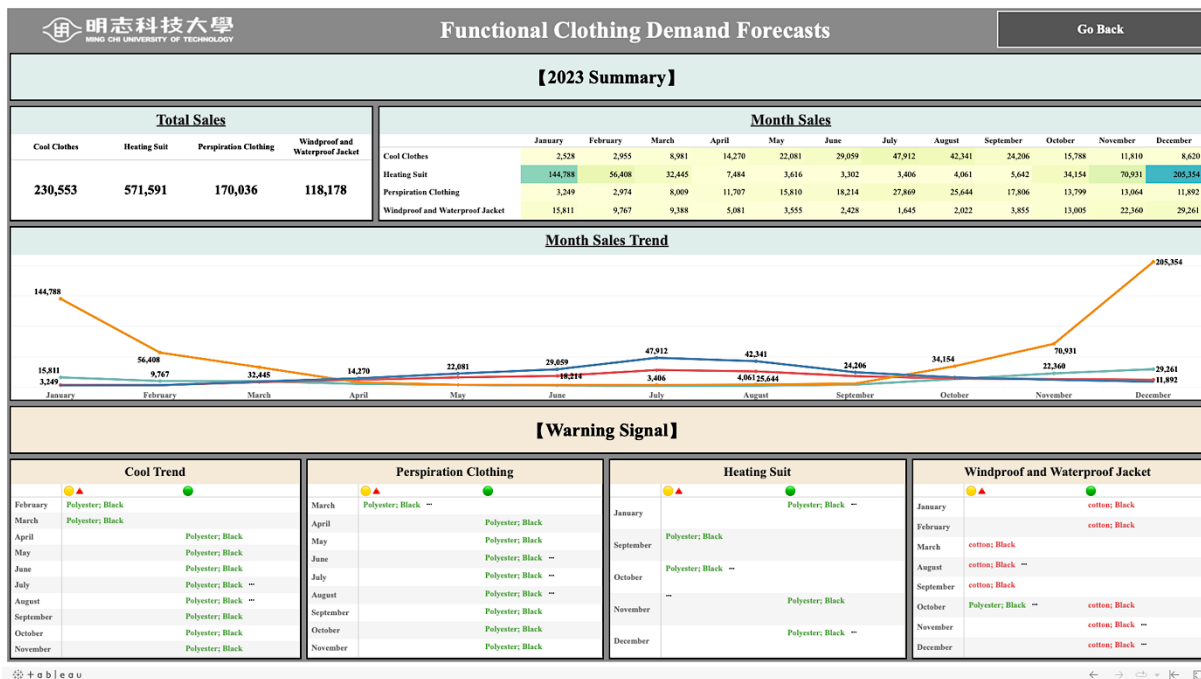 明志科技大學
MING CHI UNIVERSITY OF TECHNOLOGY
Functional Clothing Demand Forecasts
Go Back
【2023 Summary】
Total Sales
Cool Clothes Heating Suit Perspiration Clothing Windproof and Waterproof Jacket
230,553 571,591 170,036 118,178
Month Sales
January February March April May June July August September October November December
Cool Clothes 2,528 2,955 8,981 14,270 22,081 29,059 47,912 42,341 24,206 15,788 11,810 8,620
Heating Suit 144,788 56,408 32,445 7,484 3,616 3,302 3,406 4,061 5,642 34,154 70,931 205,354
Perspiration Clothing 3,249 2,974 8,009 11,707 15,810 18,214 27,869 25,644 17,806 13,799 13,064 11,892
Windproof and Waterproof Jacket 15,811 9,767 9,388 5,081 3,555 2,428 1,645 2,022 3,855 13,005 22,360 29,261
Month Sales Trend
205,354
144,788
56,408
32,445
14,270
22,081
29,059
18,214
47,912
3,406
42,341
4,061 25,644
24,206
34,154
70,931
22,360
29,261
11,892
15,811
3,249
9,767
January February March April May June July August September October November December
【Warning Signal】
Cool Trend
February Polyester; Black
March Polyester; Black
April Polyester; Black
May Polyester; Black
June Polyester; Black
July Polyester; Black ...
August Polyester; Black ...
September Polyester; Black
October Polyester; Black
November Polyester; Black
Perspiration Clothing
March Polyester; Black ...
April Polyester; Black
May Polyester; Black
June Polyester; Black ...
July Polyester; Black ...
August Polyester; Black ...
September Polyester; Black
October Polyester; Black
November Polyester; Black
Heating Suit
January Polyester; Black ...
September Polyester; Black
October Polyester; Black ...
November ... Polyester; Black
December Polyester; Black ...
Windproof and Waterproof Jacket
January cotton; Black
February cotton; Black
March cotton; Black
August cotton; Black ...
September cotton; Black
October Polyester; Black ... cotton; Black
November cotton; Black ...
December cotton; Black ...
+ableau